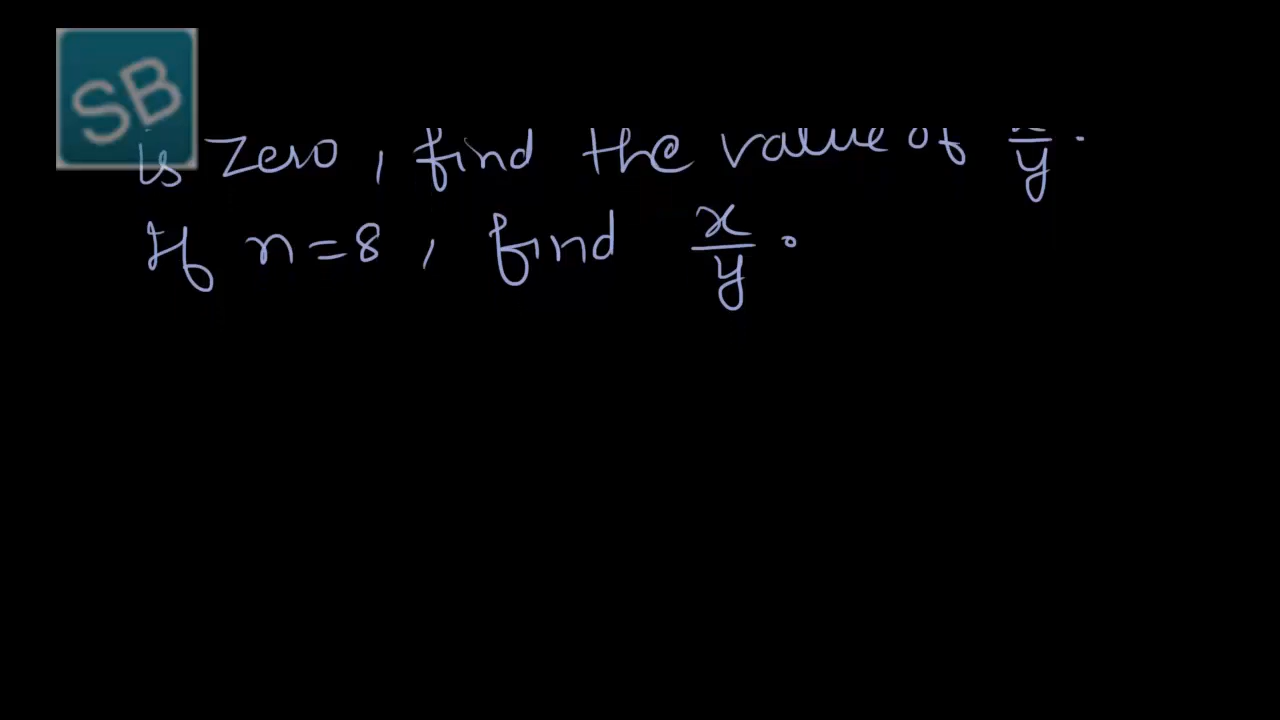 SB
is zero, find the value of x/y.
If n=8, find x/y.